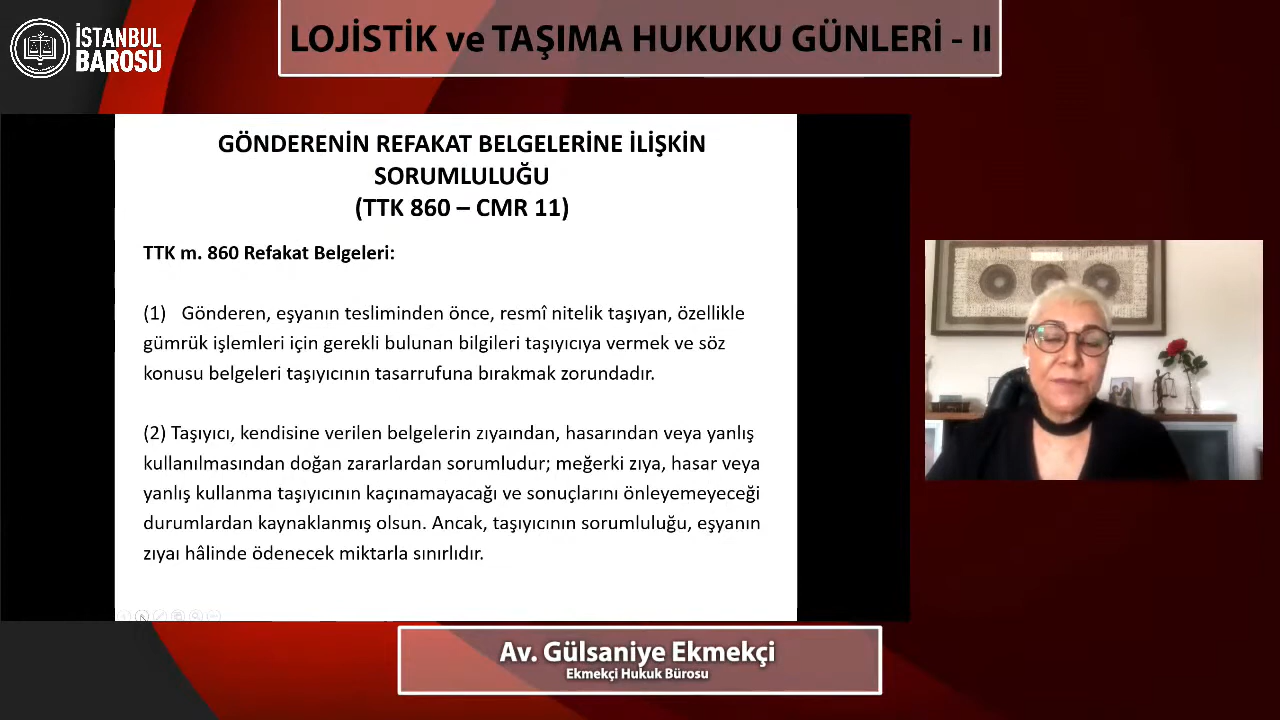 İSTANBUL
BAROSU
LOJİSTİK ve TAŞIMA HUKUKU GÜNLERİ - II
GÖNDERENİN REFAKAT BELGELERİNE İLİŞKİN
SORUMLULUĞU
(TTK 860 – CMR 11)
TTK m. 860 Refakat Belgeleri:
(1) Gönderen, eşyanın tesliminden önce, resmî nitelik taşıyan, özellikle
gümrük işlemleri için gerekli bulunan bilgileri taşıyıcıya vermek ve söz
konusu belgeleri taşıyıcının tasarrufuna bırakmak zorundadır.
(2) Taşıyıcı, kendisine verilen belgelerin zıyaından, hasarından veya yanlış
kullanılmasından doğan zararlardan sorumludur; meğerki zıya, hasar veya
yanlış kullanma taşıyıcının kaçınamayacağı ve sonuçlarını önleyemeyeceği
durumlardan kaynaklanmış olsun. Ancak, taşıyıcının sorumluluğu, eşyanın
zıyaı hâlinde ödenecek miktarla sınırlıdır.
Av. Gülsaniye Ekmekçi
Ekmekçi Hukuk Bürosu